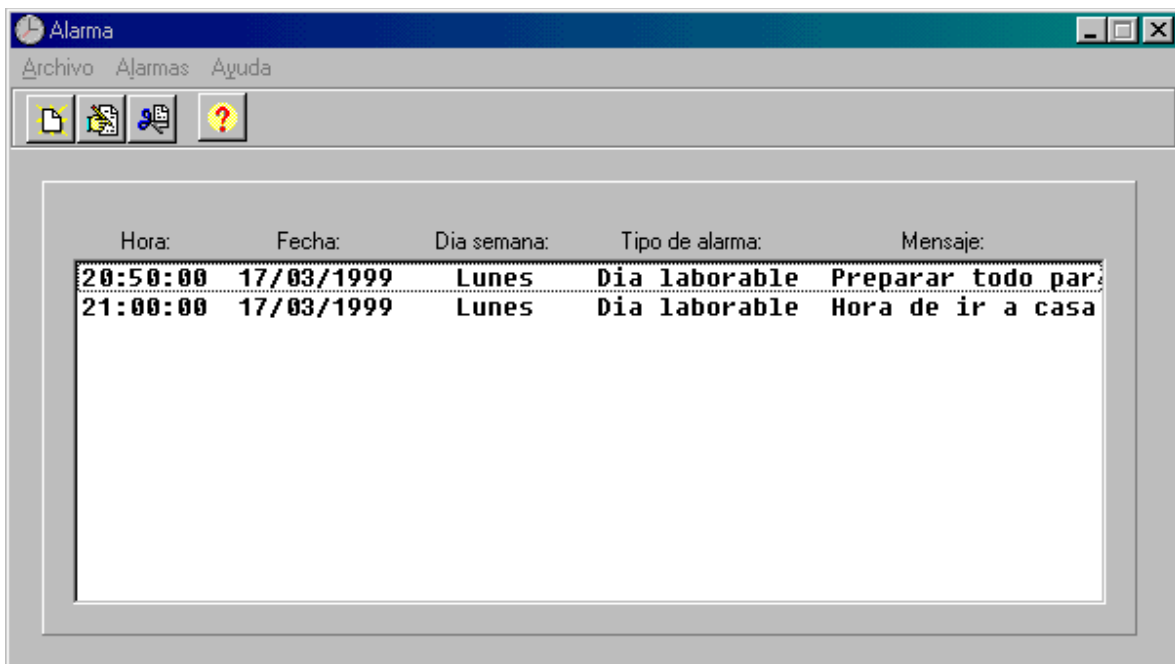 Alarma
Archivo Alarmas Ayuda
?
Hora: Fecha: Dia semana: Tipo de alarma: Mensaje:
20:50:00 17/03/1999 Lunes Dia laborable Preparar todo par
21:00:00 17/03/1999 Lunes Dia laborable Hora de ir a casa